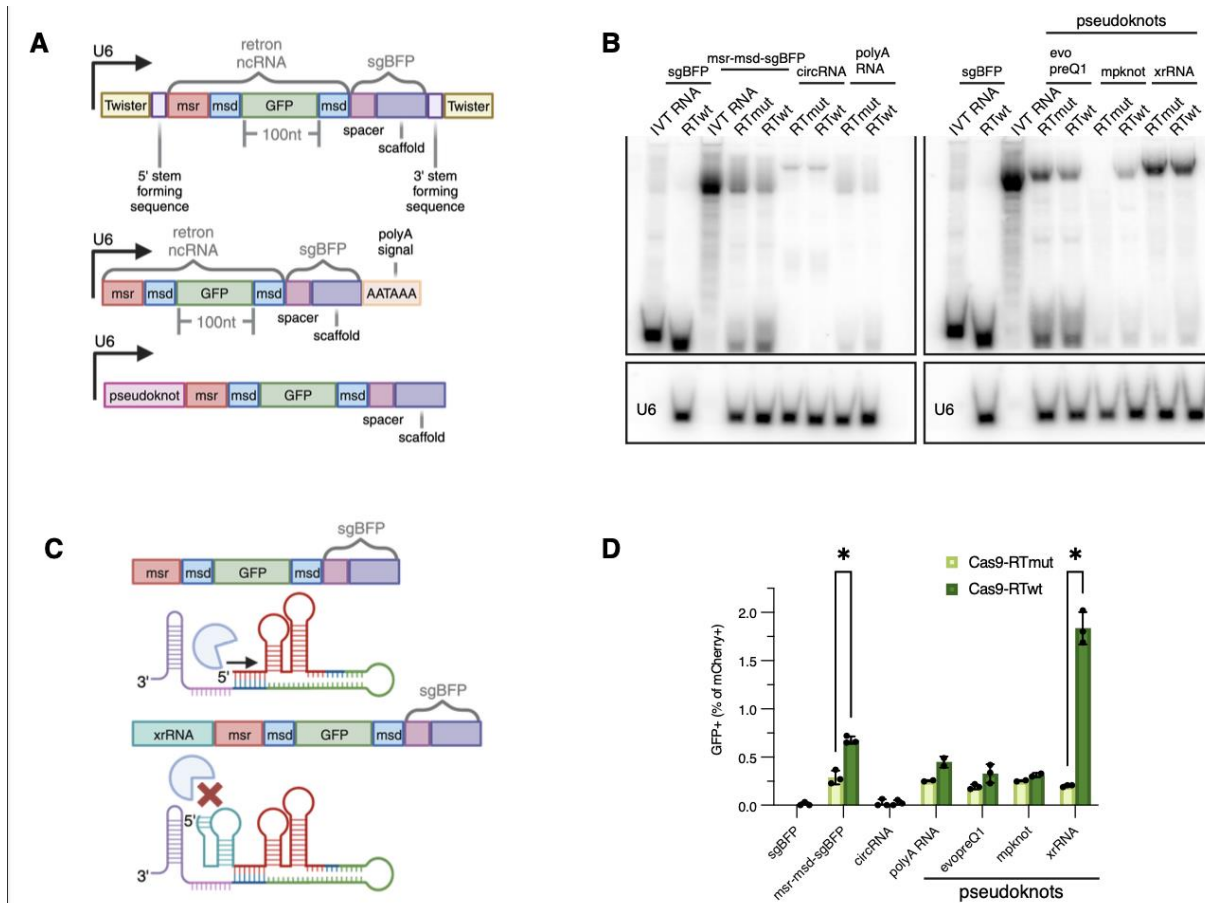 A
U6
retron
ncRNA
sgBFP
Twister
msr
msd
GFP
msd
Twister
100nt
spacer
scaffold
5' stem
forming
sequence
3' stem
forming
sequence
U6
retron
ncRNA
sgBFP
polyA
signal
msr
msd
GFP
msd
AATAAA
100nt
spacer
scaffold
U6
pseudoknot
msr
msd
GFP
msd
spacer
scaffold
B
sgBFP
msr-msd-sgBFP
circRNA
polyA
RNA
IVT RNA
RTwt
IVT RNA
RTmut
RTwt
RTmut
RTwt
RTmut
RTwt
U6
pseudoknots
sgBFP
evo
preQ1
mpknot
xrRNA
IVT RNA
RTwt
IVT RNA
RTmut
RTwt
RTmut
RTwt
RTmut
RTwt
U6
C
sgBFP
msr
msd
GFP
msd
5'
3'
sgBFP
xrRNA
msr
msd
GFP
msd
5'
3'
D
* *
Cas9-RTmut
Cas9-RTwt
GFP+ (% of mCherry+)
2.0
1.5
1.0
0.5
0.0
sgBFP
msr-msd-sgBFP
circRNA
polyA RNA
evopreQ1
mpknot
xrRNA
pseudoknots